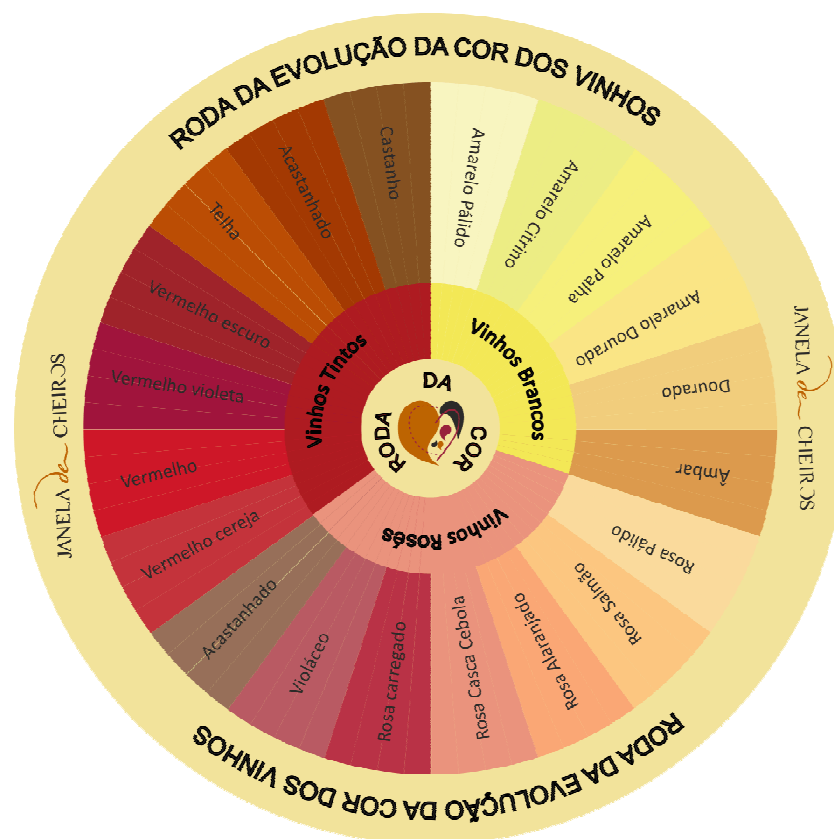 RODA DA EVOLUÇÃO DA COR DOS VINHOS
Amarelo Pálido
Amarelo Citrino
Amarelo Palha
Amarelo Dourado
Dourado
Âmbar
Rosa Pálido
Rosa Salmão
Rosa Alaranjado
Rosa Casca Cebola
Rosa carregado
Violáceo
Acastanhado
Vermelho cereja
Vermelho
Vermelho violeta
Vermelho escuro
Telha
Acastanhado
Castanho
Vinhos Brancos
Vinhos Rosés
Vinhos Tintos
RODA
DA
COR
JANELA de CHEIROS
JANELA de CHEIROS
RODA DA EVOLUÇÃO DA COR DOS VINHOS